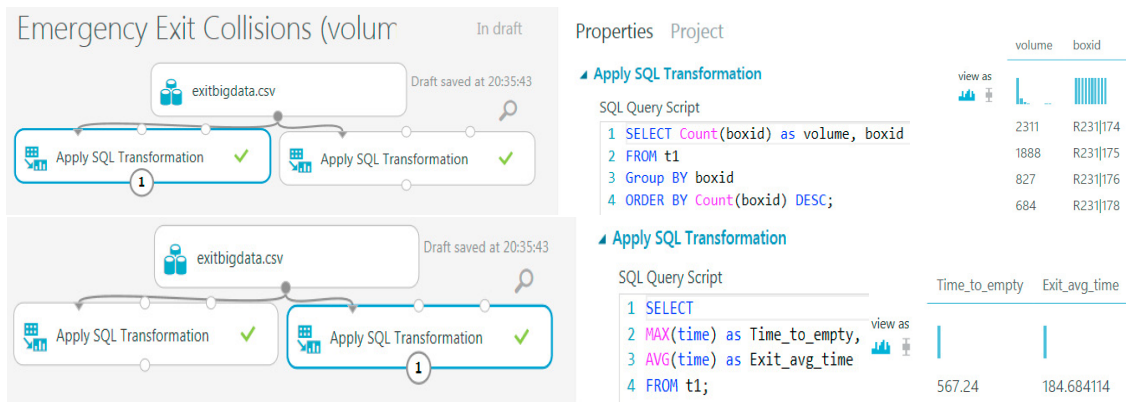 Emergency Exit Collisions (volum
In draft
exitbigdata.csv
Draft saved at 20:35:43
Apply SQL Transformation
1
Apply SQL Transformation
Properties Project
Apply SQL Transformation
SQL Query Script
1 SELECT Count(boxid) as volume, boxid
2 FROM t1
3 Group BY boxid
4 ORDER BY Count(boxid) DESC;
view as
volume boxid
2311 R231|174
1888 R231|175
827 R231|176
684 R231|178
exitbigdata.csv
Draft saved at 20:35:43
Apply SQL Transformation
Apply SQL Transformation
1
Apply SQL Transformation
SQL Query Script
1 SELECT
2 MAX(time) as Time_to_empty,
3 AVG(time) as Exit_avg_time
4 FROM t1;
view as
Time_to_empty Exit_avg_time
567.24 184.684114